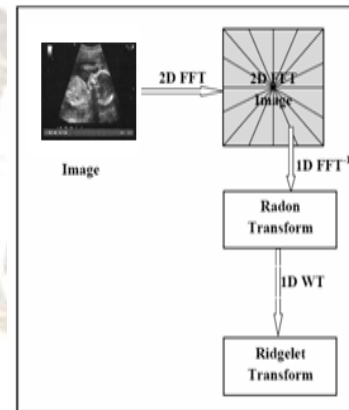 2D FFT
2D FFT
Image
Image
1D FFT-1
Radon
Transform
1D WT
Ridgelet
Transform